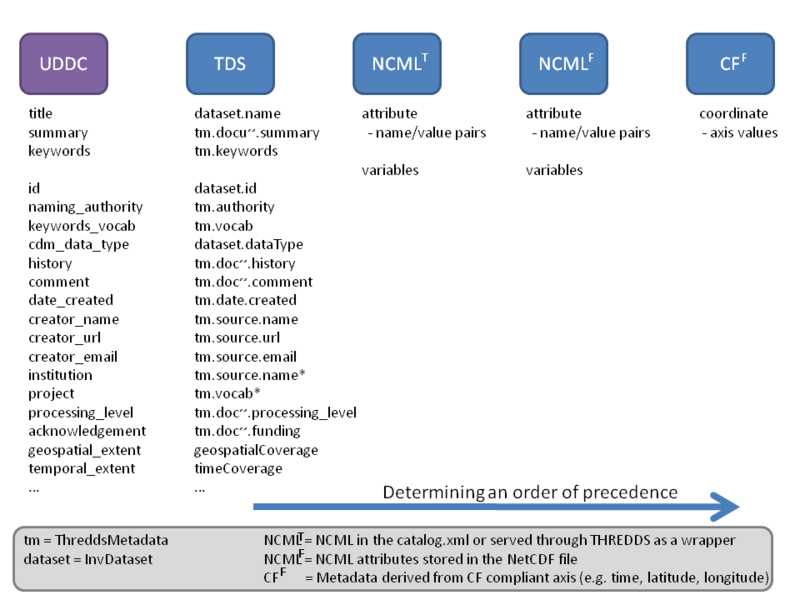 UDDC
TDS
NCML^T
NCML^F
CF^F
title
summary
keywords
id
naming_authority
keywords_vocab
cdm_data_type
history
comment
date_created
creator_name
creator_url
creator_email
institution
project
processing_level
acknowledgement
geospatial_extent
temporal_extent
...
dataset.name
tm.docu~.summary
tm.keywords
dataset.id
tm.authority
tm.vocab
dataset.dataType
tm.doc~.history
tm.doc~.comment
tm.date.created
tm.source.name
tm.source.url
tm.source.email
tm.source.name*
tm.vocab*
tm.doc~.processing_level
tm.doc~.funding
geospatialCoverage
timeCoverage
...
attribute
- name/value pairs
variables
attribute
- name/value pairs
variables
coordinate
- axis values
Determining an order of precedence
tm = ThreddsMetadata
dataset = InvDataset
NCML^T = NCML in the catalog.xml or served through THREDDS as a wrapper
NCML^F = NCML attributes stored in the NetCDF file
CF^F = Metadata derived from CF compliant axis (e.g. time, latitude, longitude)